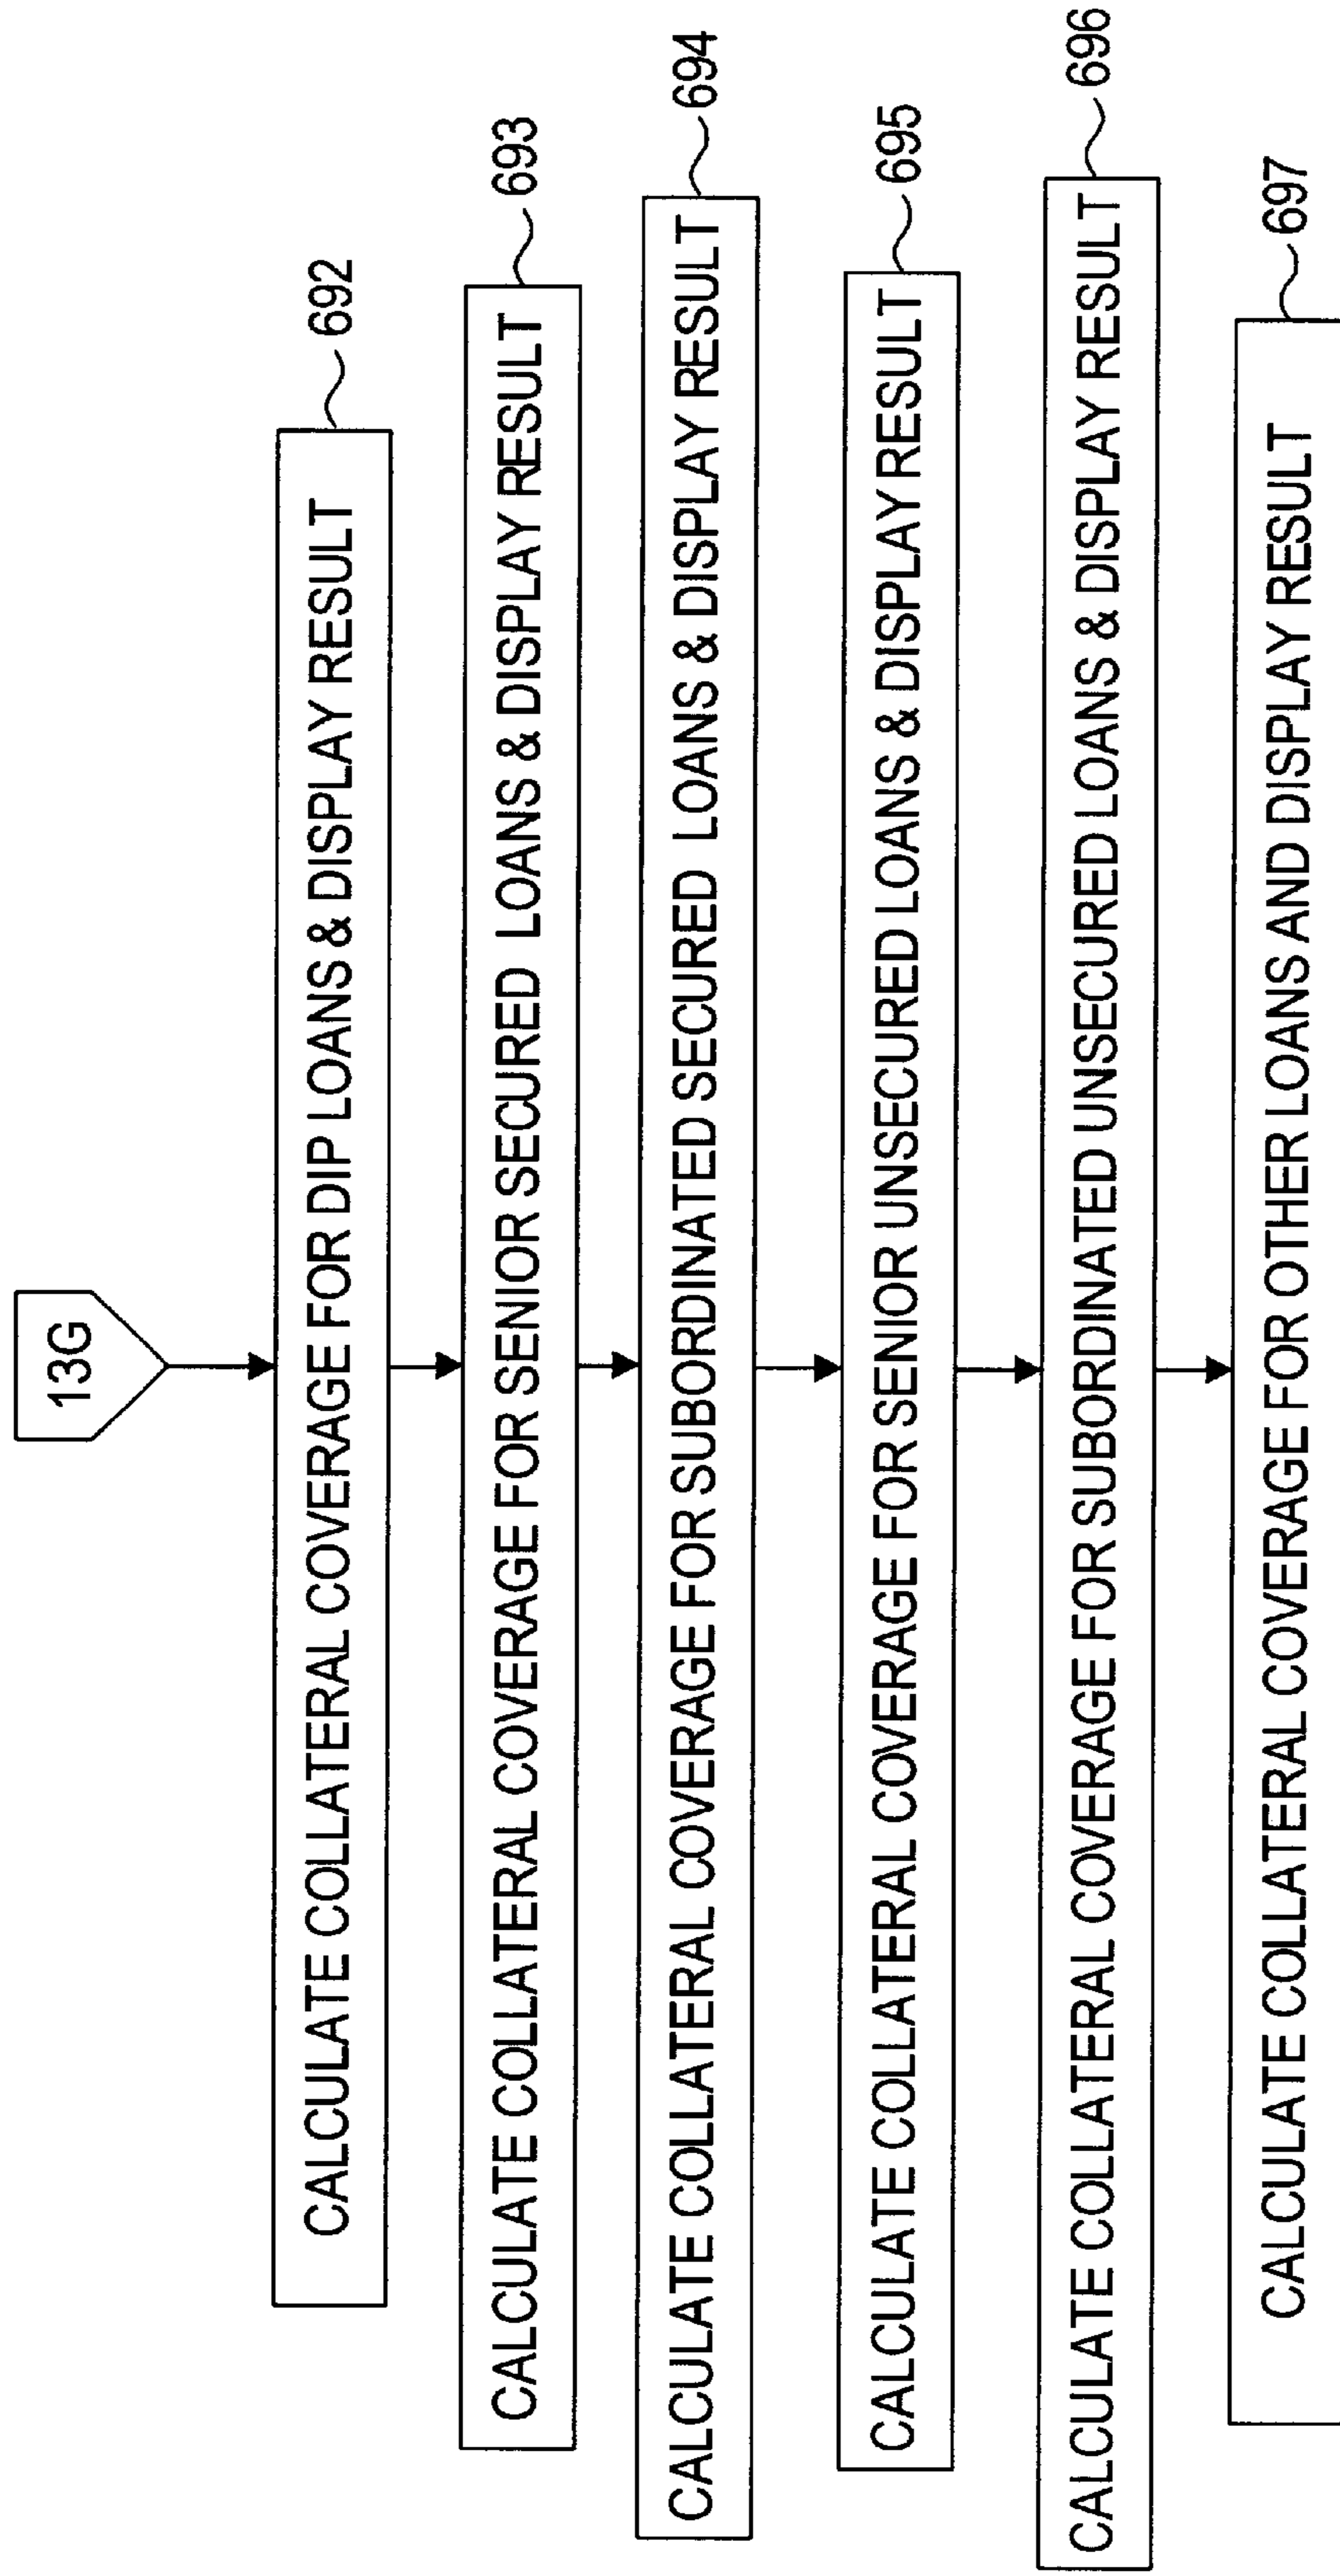 13G
CALCULATE COLLATERAL COVERAGE FOR DIP LOANS & DISPLAY RESULT
692
CALCULATE COLLATERAL COVERAGE FOR SENIOR SECURED LOANS & DISPLAY RESULT
693
CALCULATE COLLATERAL COVERAGE FOR SUBORDINATED SECURED LOANS & DISPLAY RESULT
694
CALCULATE COLLATERAL COVERAGE FOR SENIOR UNSECURED LOANS & DISPLAY RESULT
695
CALCULATE COLLATERAL COVERAGE FOR SUBORDINATED UNSECURED LOANS & DISPLAY RESULT
696
CALCULATE COLLATERAL COVERAGE FOR OTHER LOANS AND DISPLAY RESULT
697